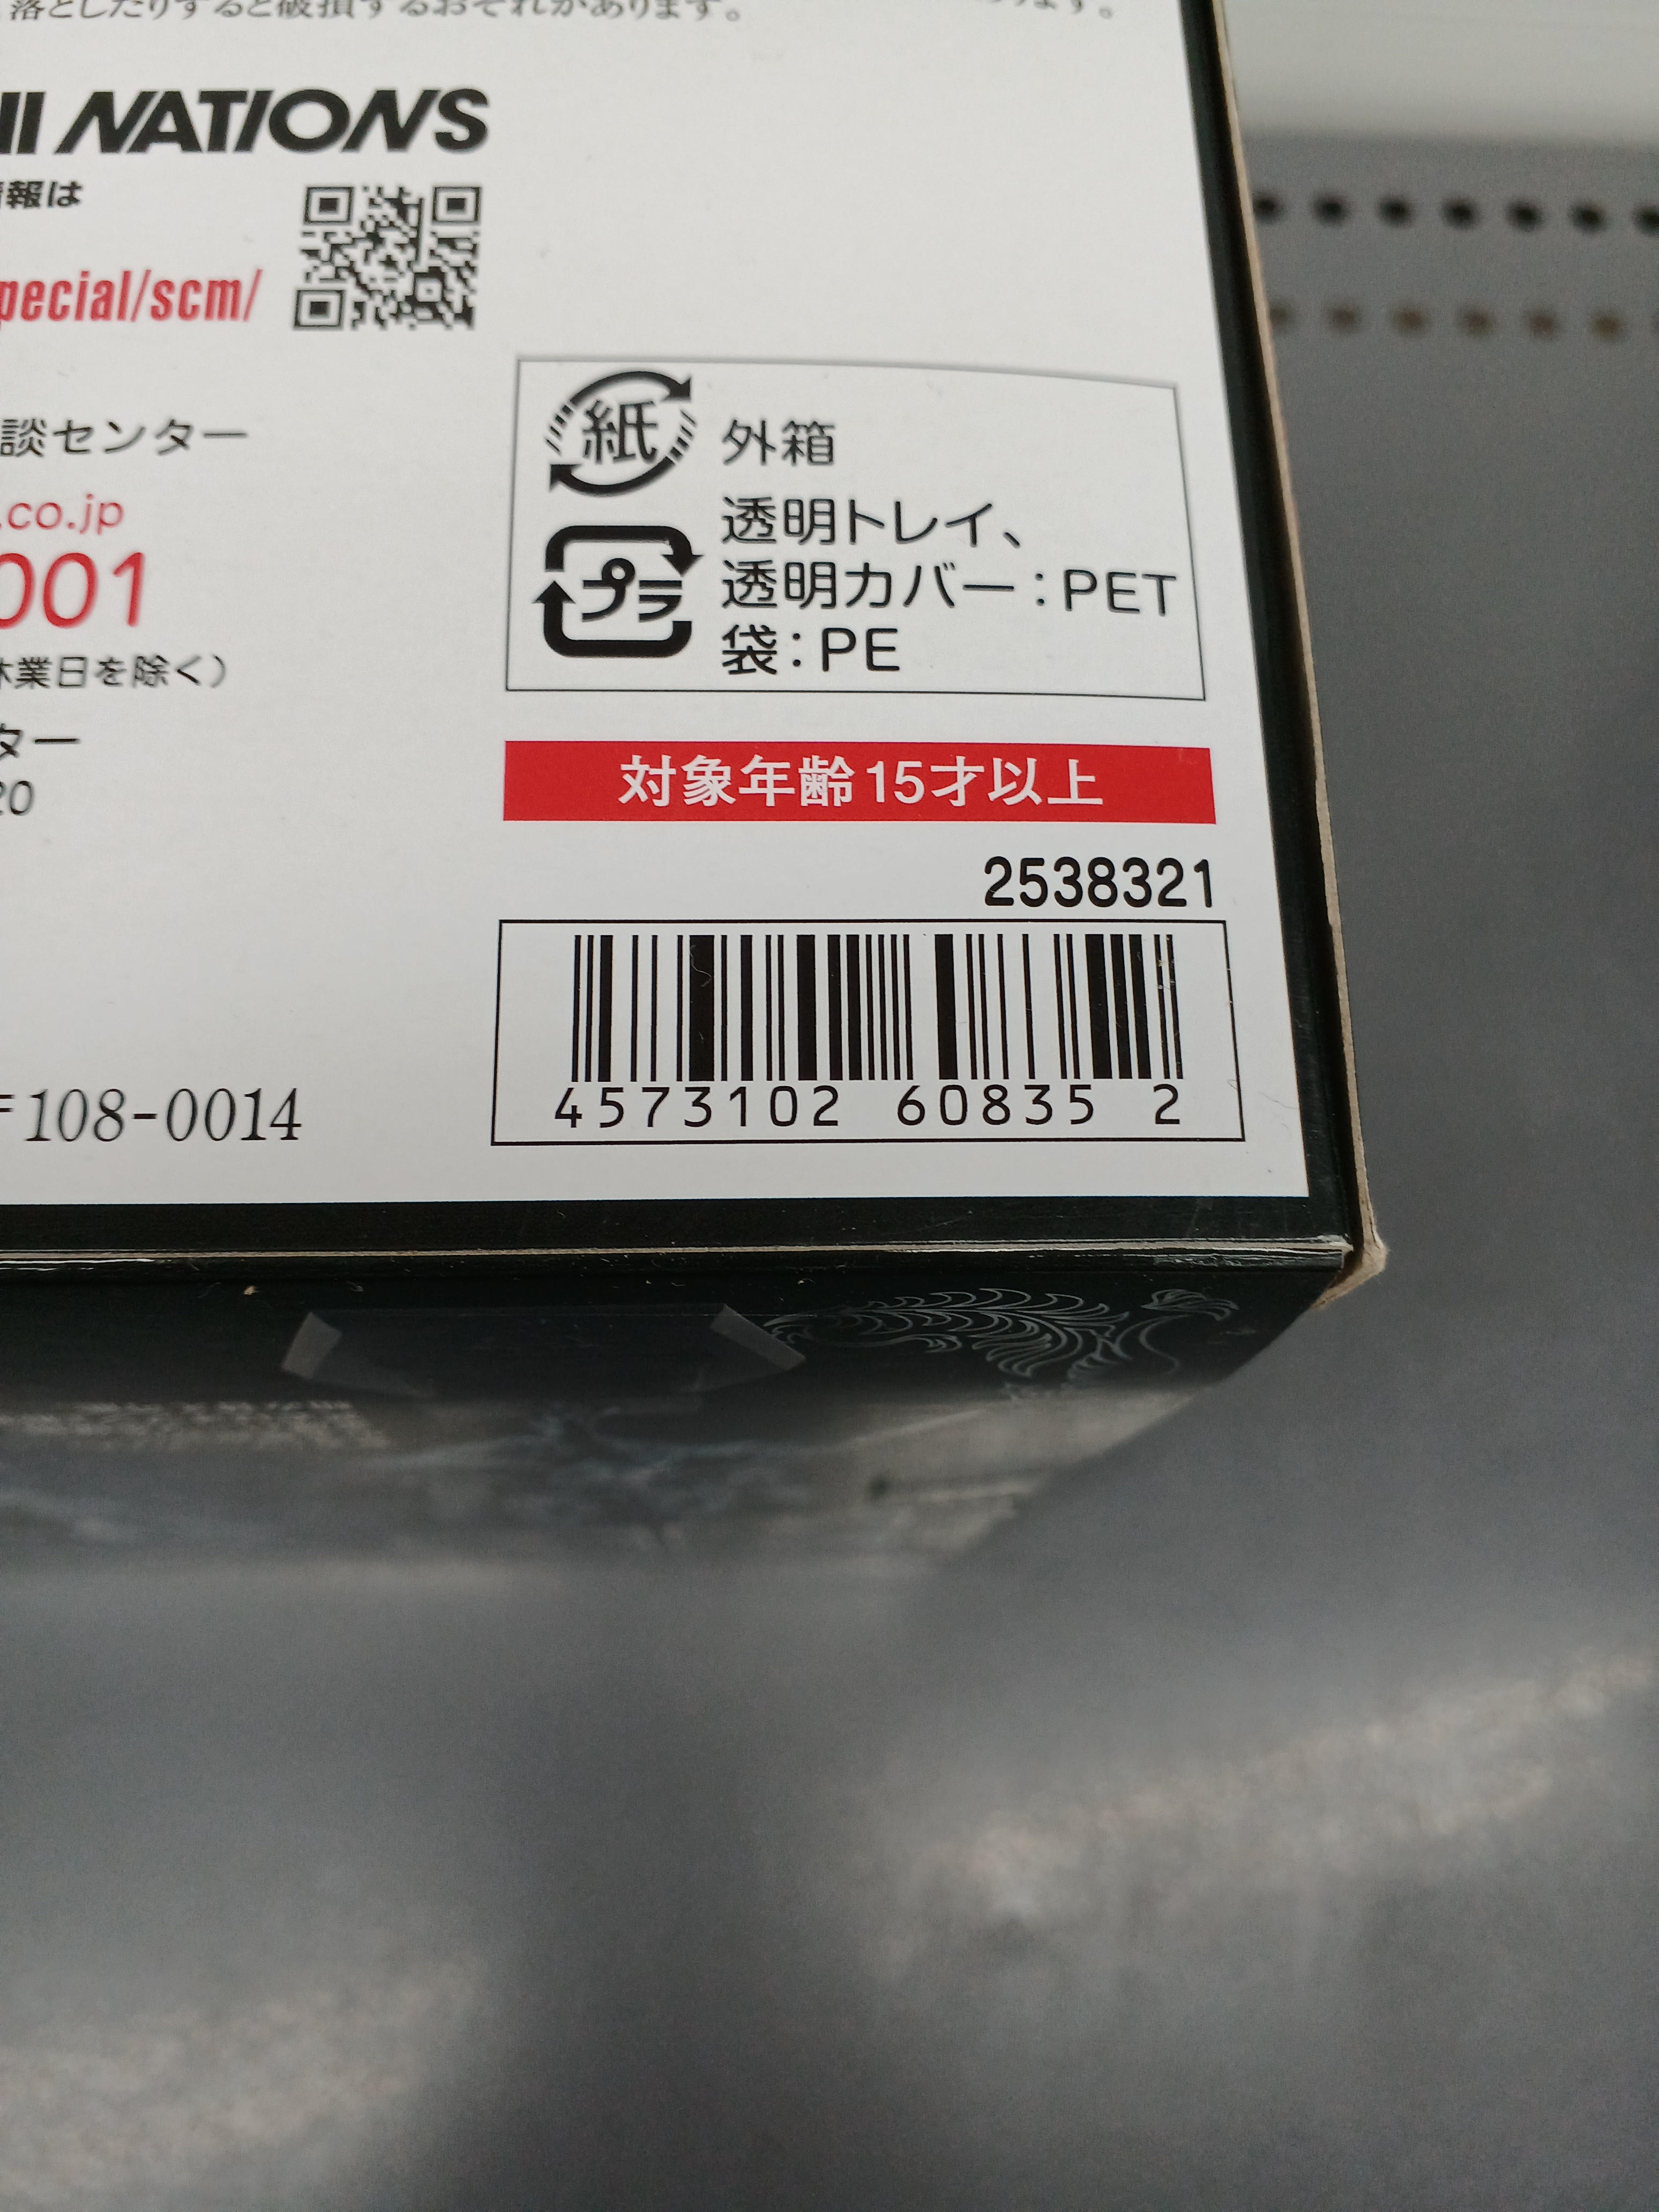 落としたりすると破損するおそれがあります。
NATIONS
情報は
pecial/scm/
紙 外箱
談センター
透明トレイ、
.co.jp
プラ 透明カバー：PET
001
袋：PE
休業日を除く）
ター
対象年齢15才以上
20
2538321
4573102 608352
〒108-0014